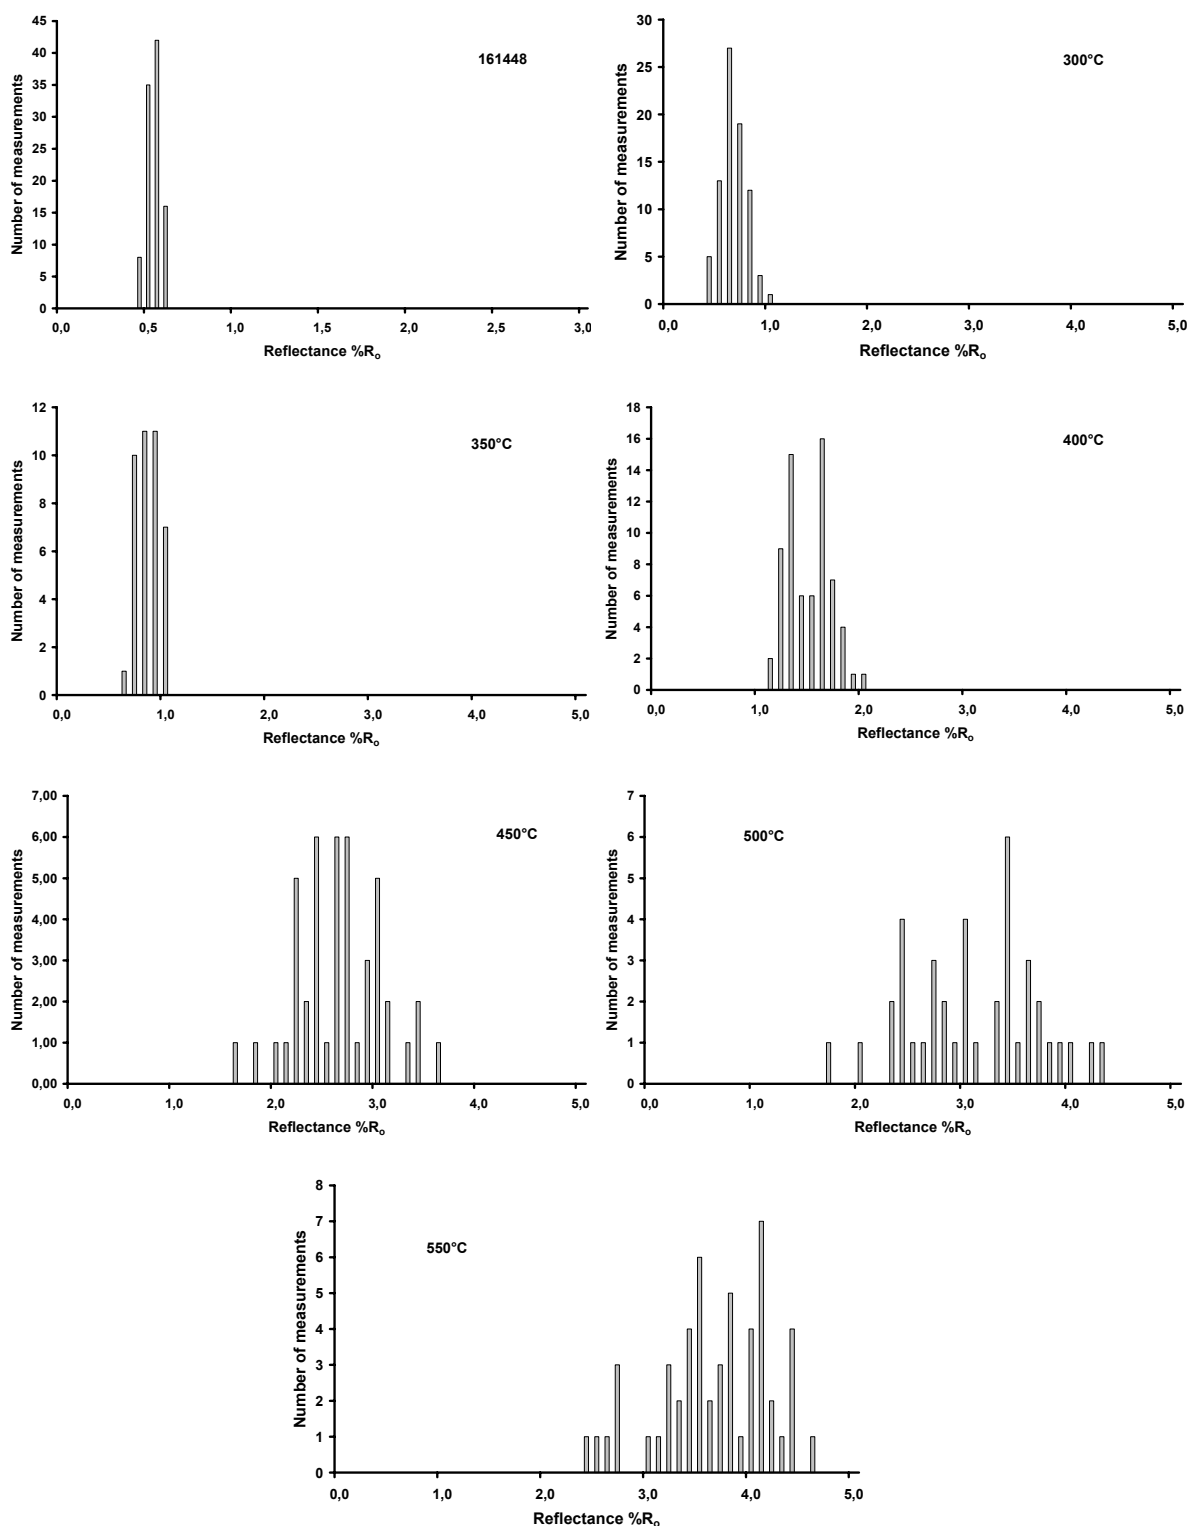 161448
Number of measurements
45
40
35
30
25
20
15
10
5
0
0,0 0,5 1,0 1,5 2,0 2,5 3,0
Reflectance %Ro
300°C
Number of measurements
30
25
20
15
10
5
0
0,0 1,0 2,0 3,0 4,0 5,0
Reflectance %Ro
350°C
Number of measurements
12
10
8
6
4
2
0
0,0 1,0 2,0 3,0 4,0 5,0
Reflectance %Ro
400°C
Number of measurements
18
16
14
12
10
8
6
4
2
0
0,0 1,0 2,0 3,0 4,0 5,0
Reflectance %Ro
450°C
Number of measurements
7,00
6,00
5,00
4,00
3,00
2,00
1,00
0,00
0,0 1,0 2,0 3,0 4,0 5,0
Reflectance %Ro
500°C
Number of measurements
7
6
5
4
3
2
1
0
0,0 1,0 2,0 3,0 4,0 5,0
Reflectance %Ro
550°C
Number of measurements
8
7
6
5
4
3
2
1
0
0,0 1,0 2,0 3,0 4,0 5,0
Reflectance %Ro